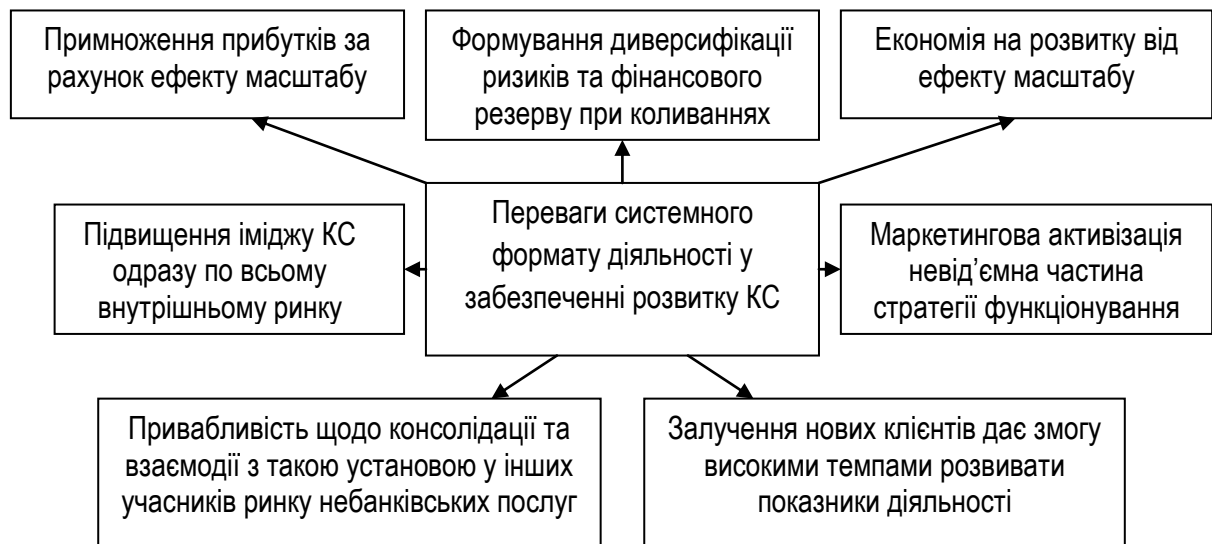 Примноження прибутків за
рахунок ефекту масштабу
Формування диверсифікації
ризиків та фінансового
резерву при коливаннях
Економія на розвитку від
ефекту масштабу
Підвищення іміджу КС
одразу по всьому
внутрішньому ринку
Переваги системного
формату діяльності у
забезпеченні розвитку КС
Маркетингова активізація
невід’ємна частина
стратегії функціонування
Привабливість щодо консолідації та
взаємодії з такою установою у інших
учасників ринку небанківських послуг
Залучення нових клієнтів дає змогу
високими темпами розвивати
показники діяльності